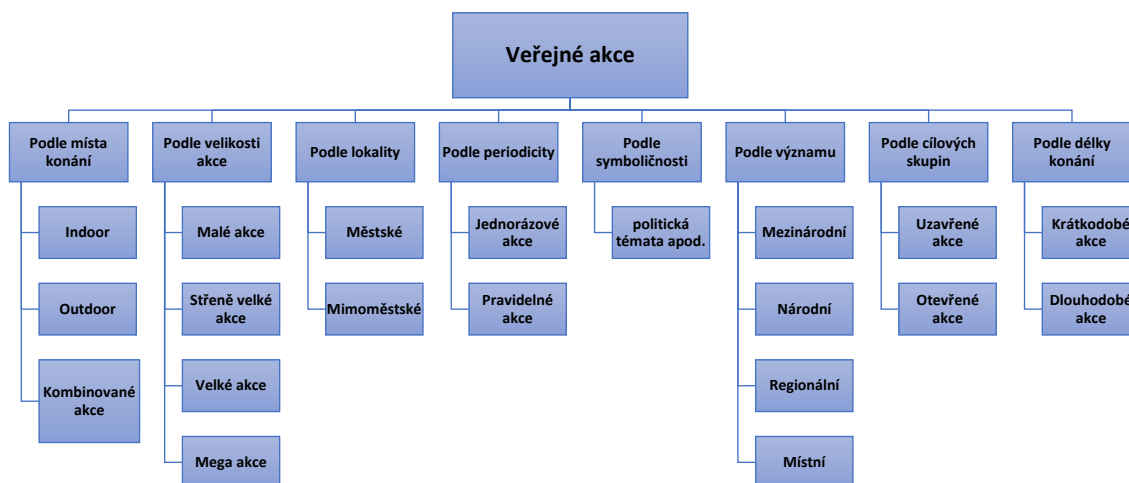 Veřejné akce
Podle místa
konání
Indoor
Outdoor
Kombinované
akce
Podle velikosti
akce
Malé akce
Střeně velké
akce
Velké akce
Mega akce
Podle lokality
Městské
Mimoměstské
Podle periodicity
Jednorázové
akce
Pravidelné
akce
Podle
symboličnosti
politická
témata apod.
Podle významu
Mezinárodní
Národní
Regionální
Místní
Podle cílových
skupin
Uzavřené
akce
Otevřené
akce
Podle délky
konání
Krátkodobé
akce
Dlouhodobé
akce